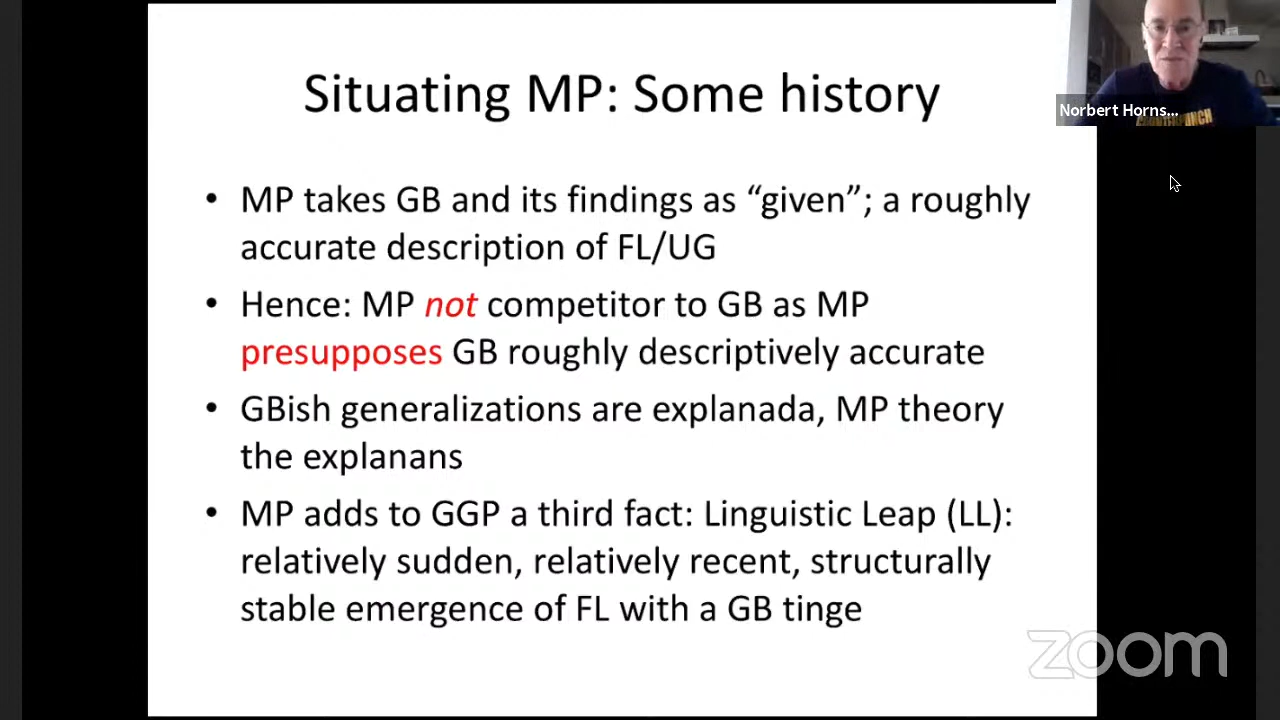 Situating MP: Some history
Norbert Horns...
• MP takes GB and its findings as “given”; a roughly
accurate description of FL/UG
• Hence: MP not competitor to GB as MP
presupposes GB roughly descriptively accurate
• GBish generalizations are explanada, MP theory
the explanans
• MP adds to GGP a third fact: Linguistic Leap (LL):
relatively sudden, relatively recent, structurally
stable emergence of FL with a GB tinge
zoom